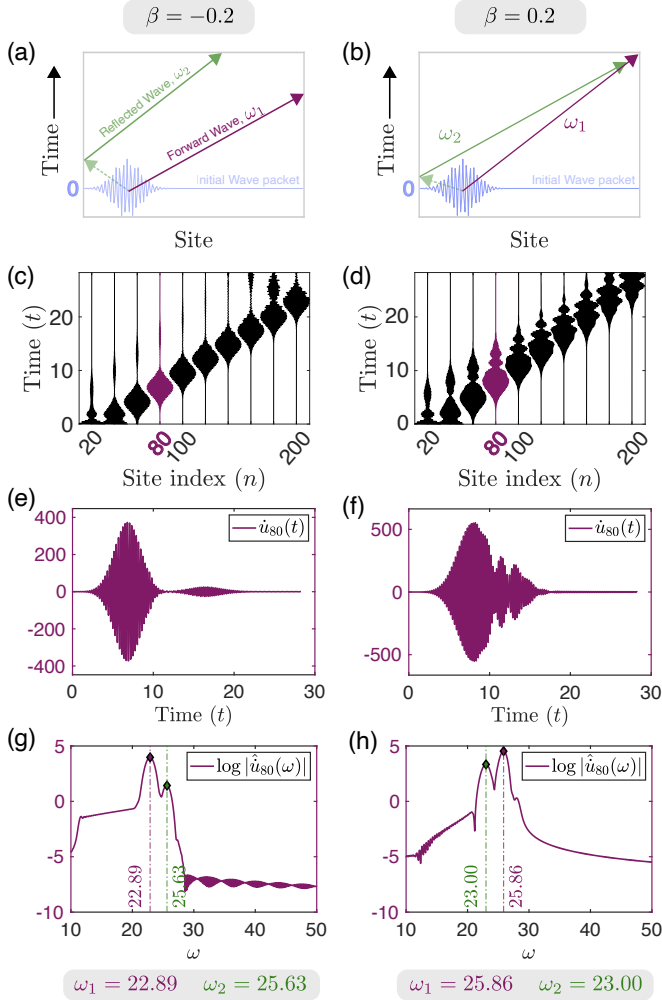 β = −0.2
β = 0.2
(a)
Time
0
Reflected Wave, ω₂
Forward Wave, ω₁
Initial Wave packet
Site
(b)
Time
0
ω₂
ω₁
Initial Wave packet
Site
(c)
Time (t)
20
10
0
20
80
100
200
Site index (n)
(d)
Time (t)
20
10
0
20
80
100
200
Site index (n)
(e)
400
200
0
-200
-400
u̇₈₀(t)
0 10 20 30
Time (t)
(f)
500
0
-500
u̇₈₀(t)
0 10 20 30
Time (t)
(g)
5
0
-5
-10
log |û̇₈₀(ω)|
22.89
25.63
10 20 30 40 50
ω
(h)
5
0
-5
-10
log |û̇₈₀(ω)|
23.00
25.86
10 20 30 40 50
ω
ω₁ = 22.89 ω₂ = 25.63
ω₁ = 25.86 ω₂ = 23.00